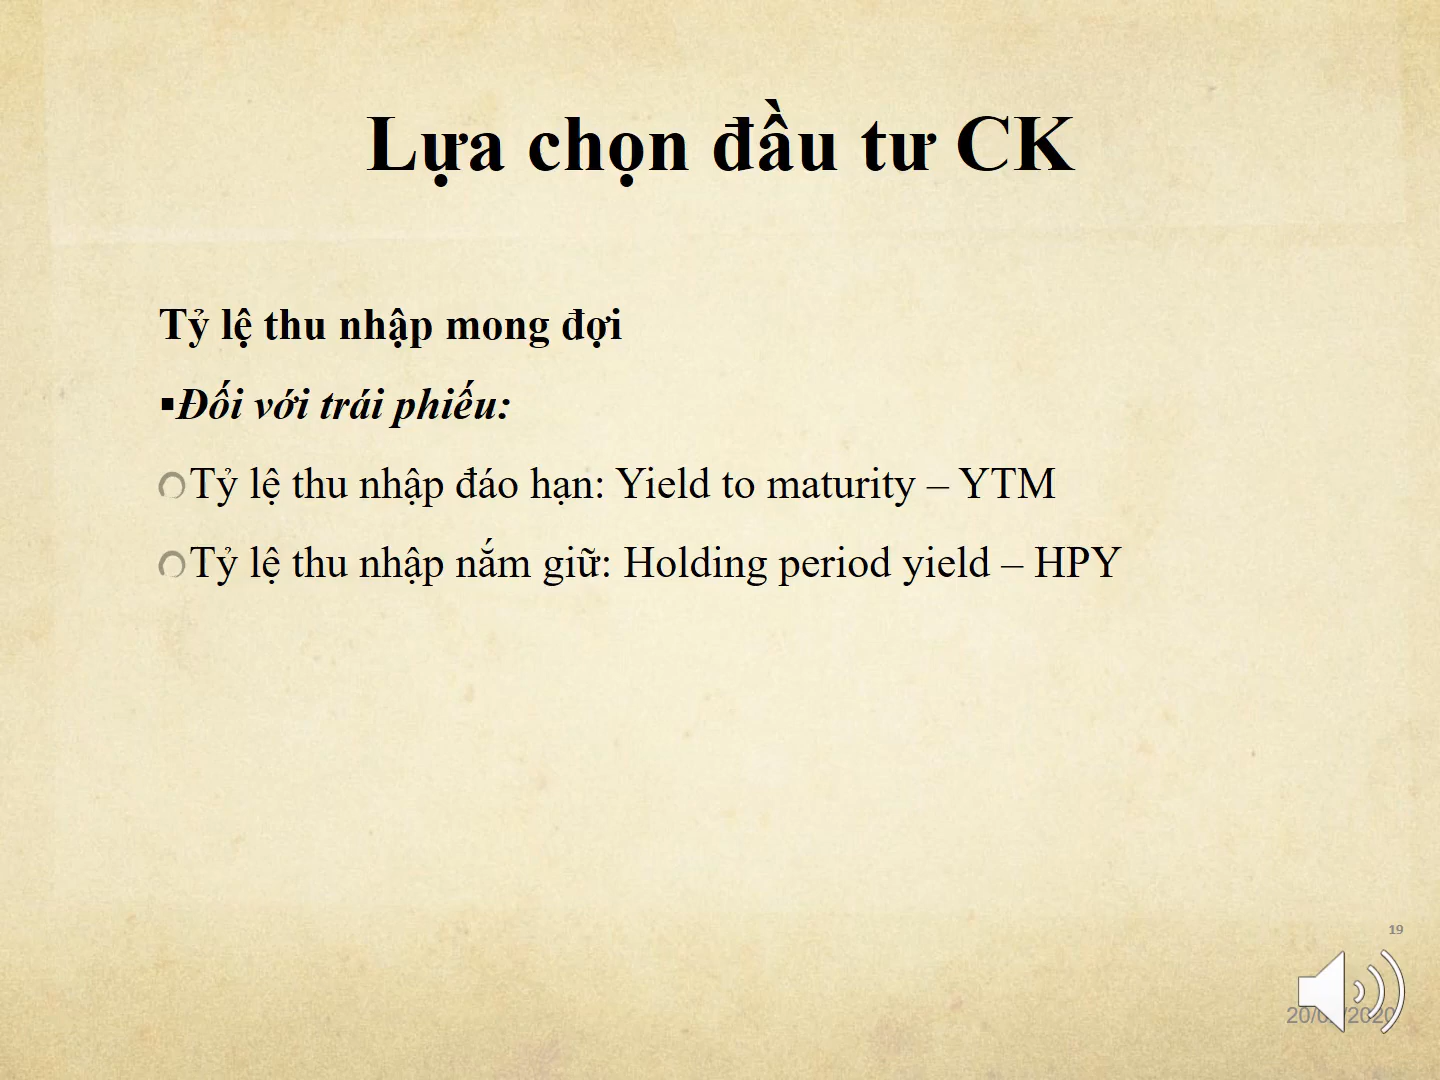 Lựa chọn đầu tư CK
Tỷ lệ thu nhập mong đợi
▪Đối với trái phiếu:
Tỷ lệ thu nhập đáo hạn: Yield to maturity – YTM
Tỷ lệ thu nhập nắm giữ: Holding period yield – HPY
19